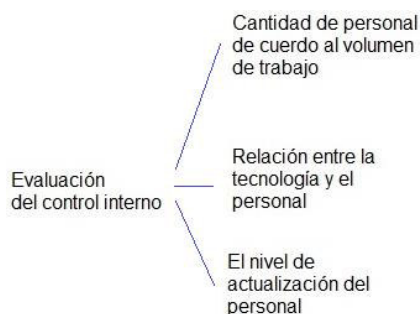 Cantidad de personal
de cuerdo al volumen
de trabajo
Evaluación
del control interno
Relación entre la
tecnología y el
personal
El nivel de
actualización del
personal